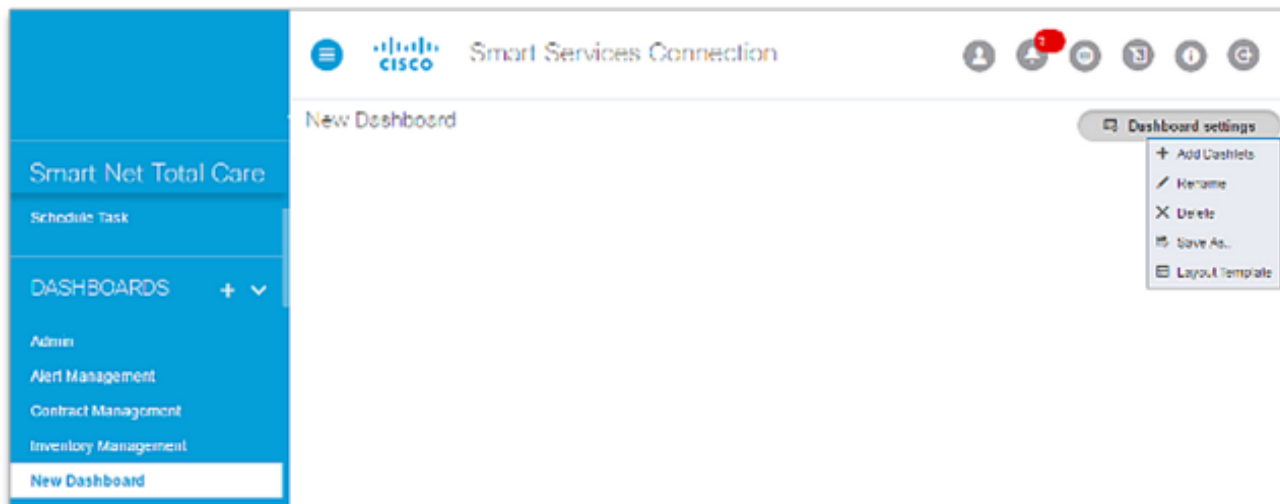 CISCO
Smart Services Connection
New Dashboard
Dashboard settings
+ Add Dashlets
Rename
Delete
Save As..
Layout Template
Smart Net Total Care
Schedule Task
DASHBOARDS + 
Admin
Alert Management
Contract Management
Inventory Management
New Dashboard